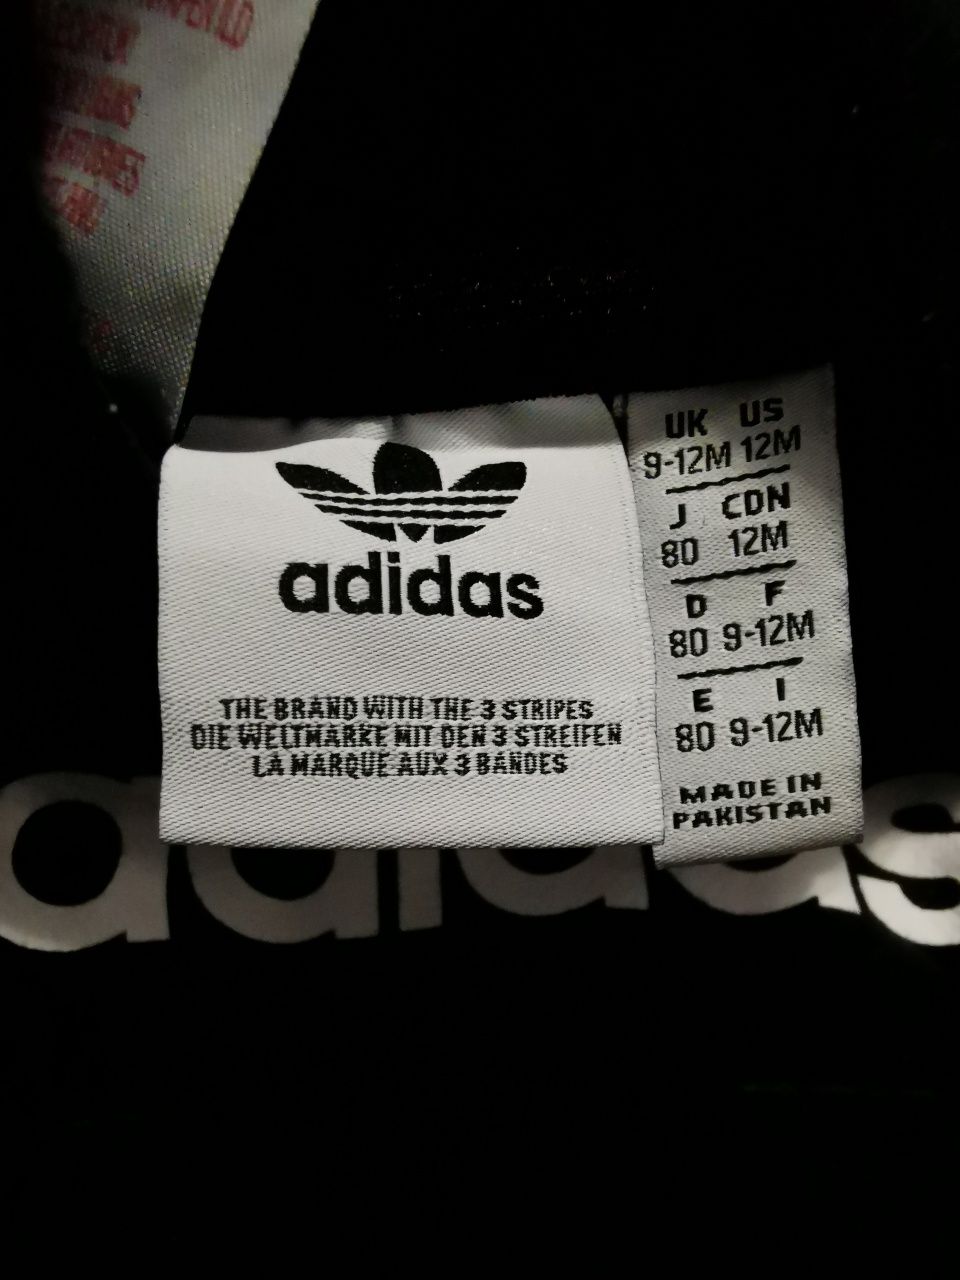 adidas
THE BRAND WITH THE 3 STRIPES
DIE WELTMARKE MIT DEN 3 STREIFEN
LA MARQUE AUX 3 BANDES
UK US
9-12M 12M
J CDN
80 12M
D F
80 9-12M
E I
80 9-12M
MADE IN
PAKISTAN
adidas